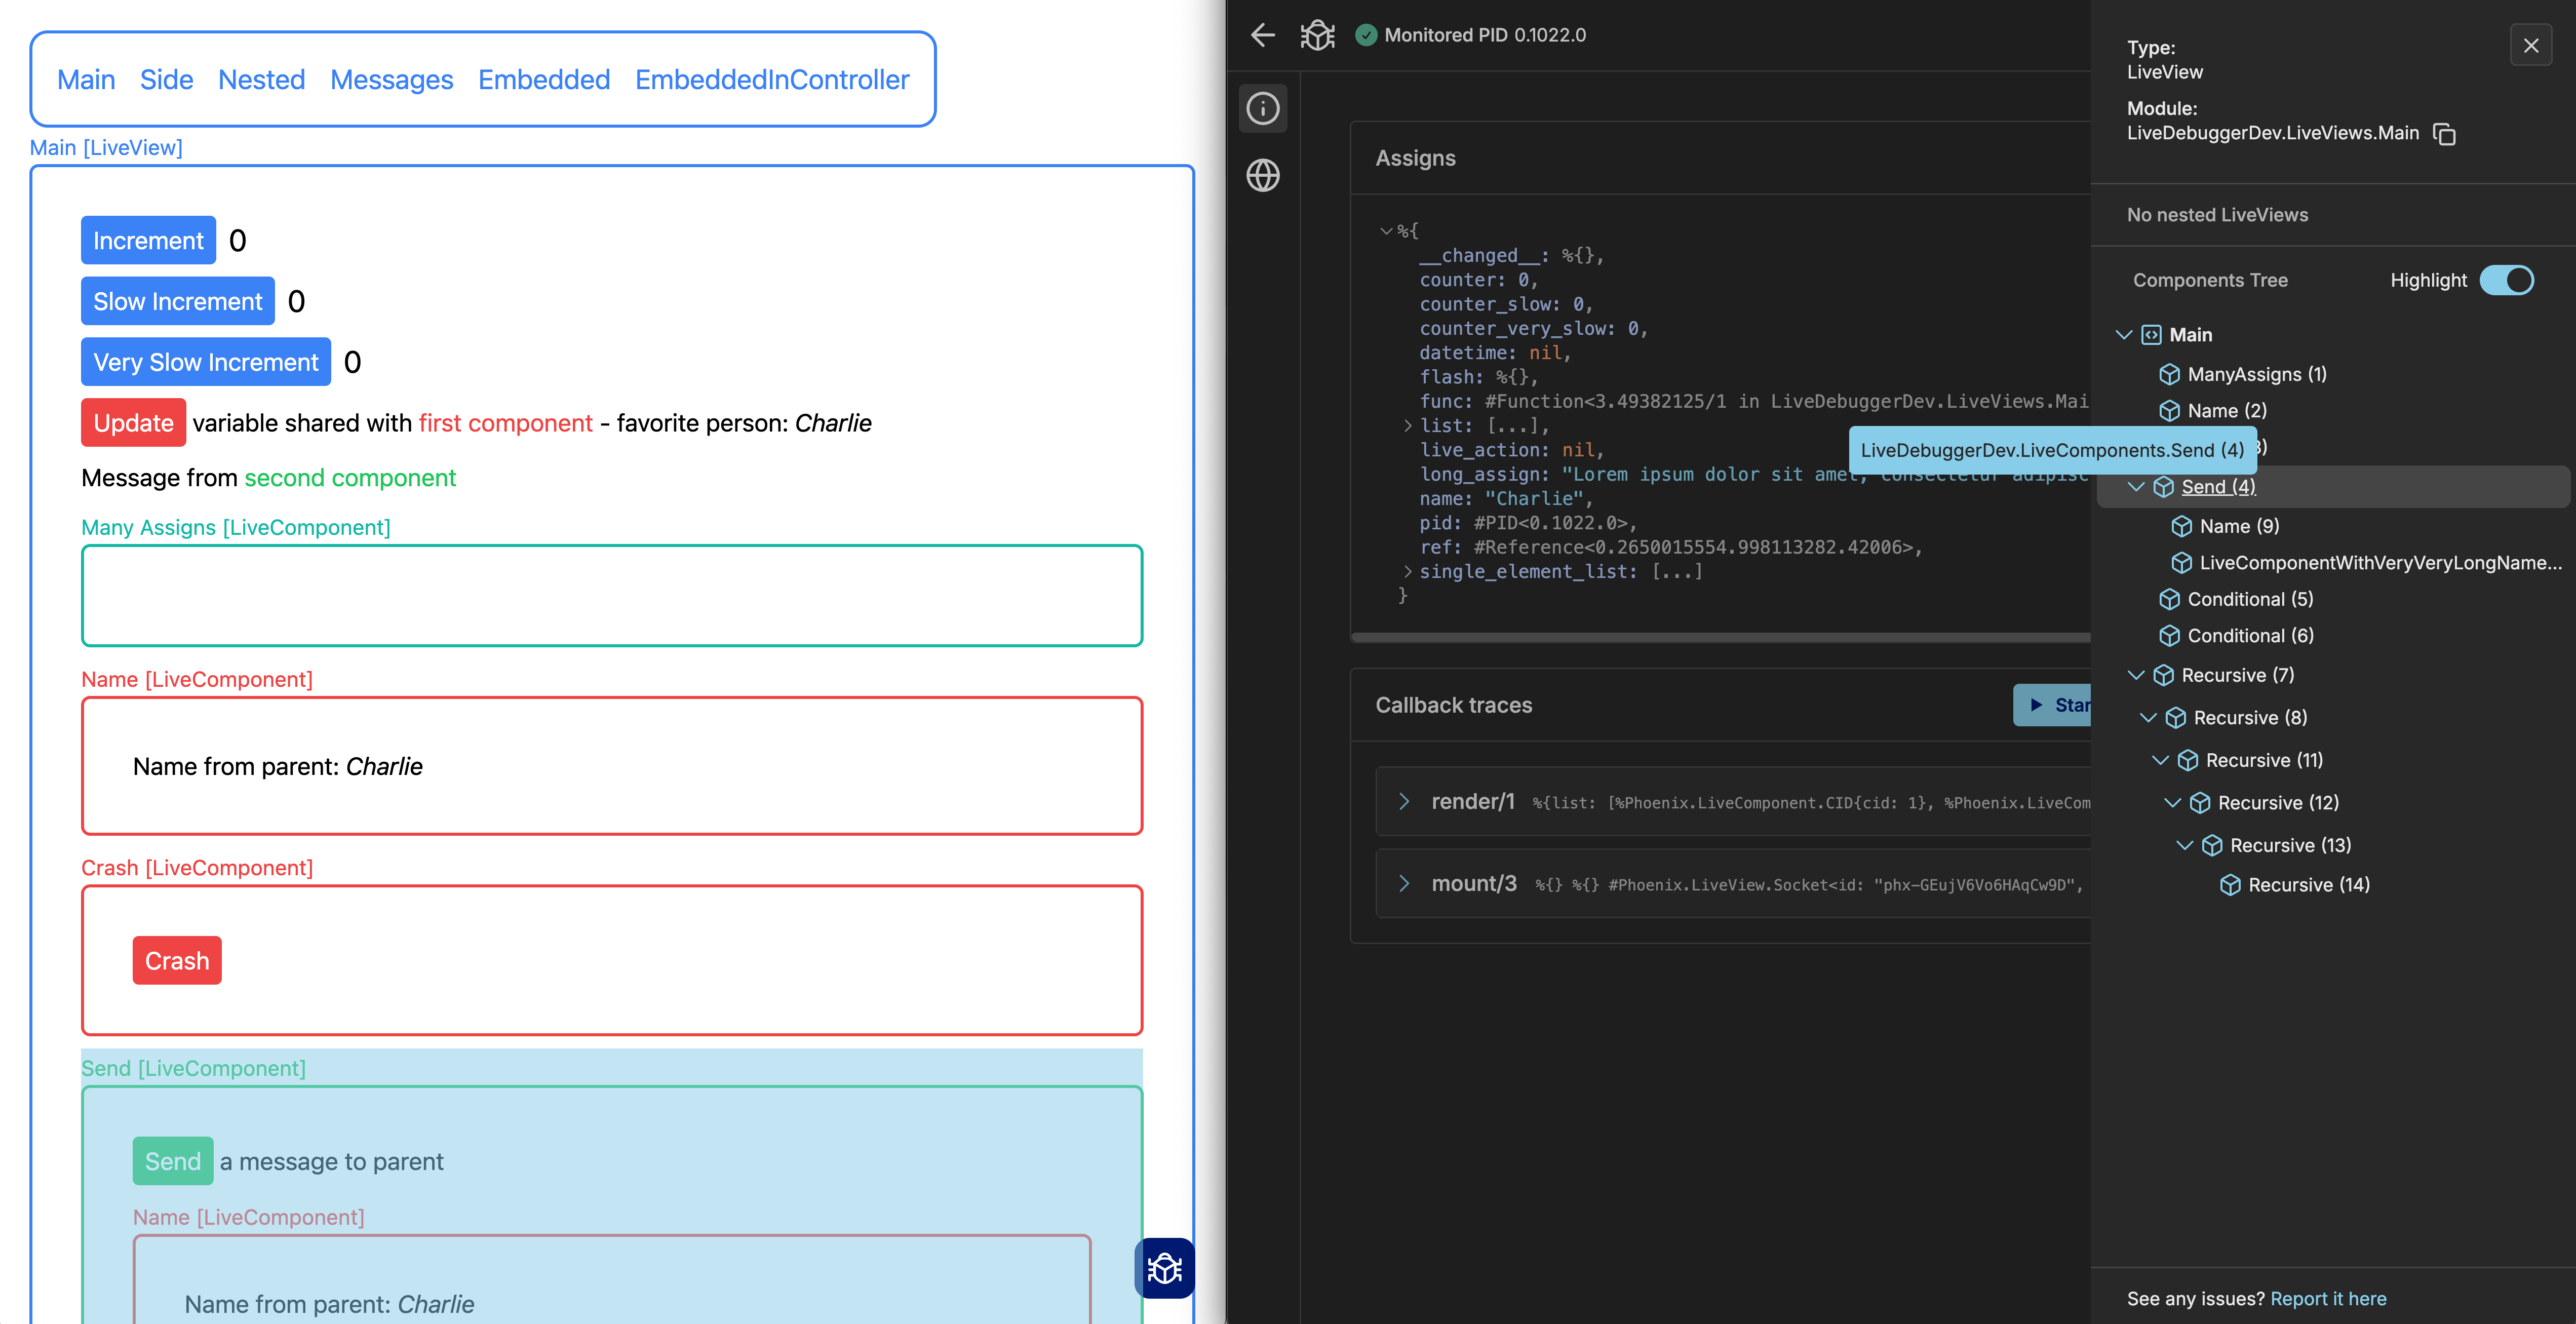 Main Side Nested Messages Embedded EmbeddedInController
Main [LiveView]
Increment 0
Slow Increment 0
Very Slow Increment 0
Update variable shared with first component - favorite person: Charlie
Message from second component
Many Assigns [LiveComponent]
Name [LiveComponent]
Name from parent: Charlie
Crash [LiveComponent]
Crash
Send [LiveComponent]
Send a message to parent
Name [LiveComponent]
Name from parent: Charlie
Monitored PID 0.1022.0
Assigns
%{
__changed__: %{},
counter: 0,
counter_slow: 0,
counter_very_slow: 0,
datetime: nil,
flash: %{},
func: #Function<3.49382125/1 in LiveDebuggerDev.LiveViews.Mai
list: [...],
live_action: nil,
long_assign: "Lorem ipsum dolor sit amet, consectetur adipisc
name: "Charlie",
pid: #PID<0.1022.0>,
ref: #Reference<0.2650015554.998113282.42006>,
single_element_list: [...]
}
Callback traces
Star
render/1 %{list: [%Phoenix.LiveComponent.CID{cid: 1}, %Phoenix.LiveCom
mount/3 %{} %{} #Phoenix.LiveView.Socket<id: "phx-GEujV6Vo6HAqCw9D",
Type:
LiveView
Module:
LiveDebuggerDev.LiveViews.Main
No nested LiveViews
Components Tree Highlight
Main
ManyAssigns (1)
Name (2)
LiveDebuggerDev.LiveComponents.Send (4)
Send (4)
Name (9)
LiveComponentWithVeryVeryLongName...
Conditional (5)
Conditional (6)
Recursive (7)
Recursive (8)
Recursive (11)
Recursive (12)
Recursive (13)
Recursive (14)
See any issues? Report it here